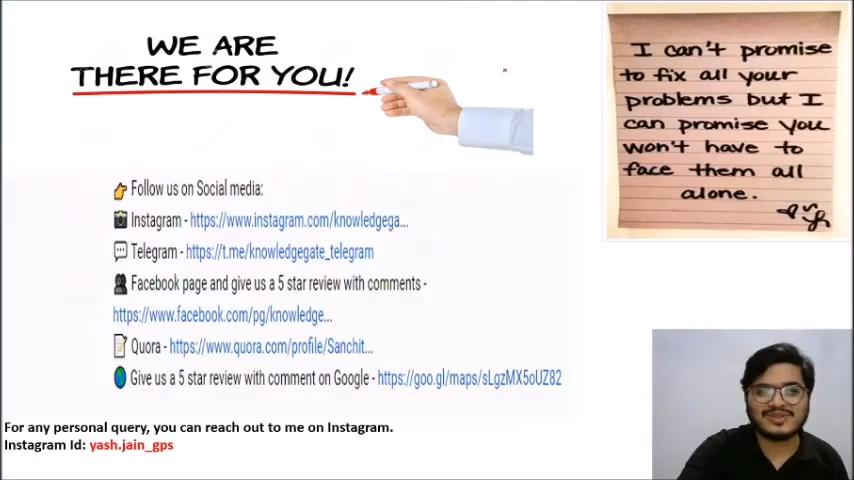 WE ARE
THERE FOR YOU!
I can't promise
to fix all your
problems but I
can promise you
won't have to
face them all
alone.
Follow us on Social media:
Instagram - https://www.instagram.com/knowledgega...
Telegram - https://t.me/knowledgegate_telegram
Facebook page and give us a 5 star review with comments -
https://www.facebook.com/pg/knowledge...
Quora - https://www.quora.com/profile/Sanchit...
Give us a 5 star review with comment on Google - https://goo.gl/maps/sLgzMX5oUZ82
For any personal query, you can reach out to me on Instagram.
Instagram Id: yash.jain_gps